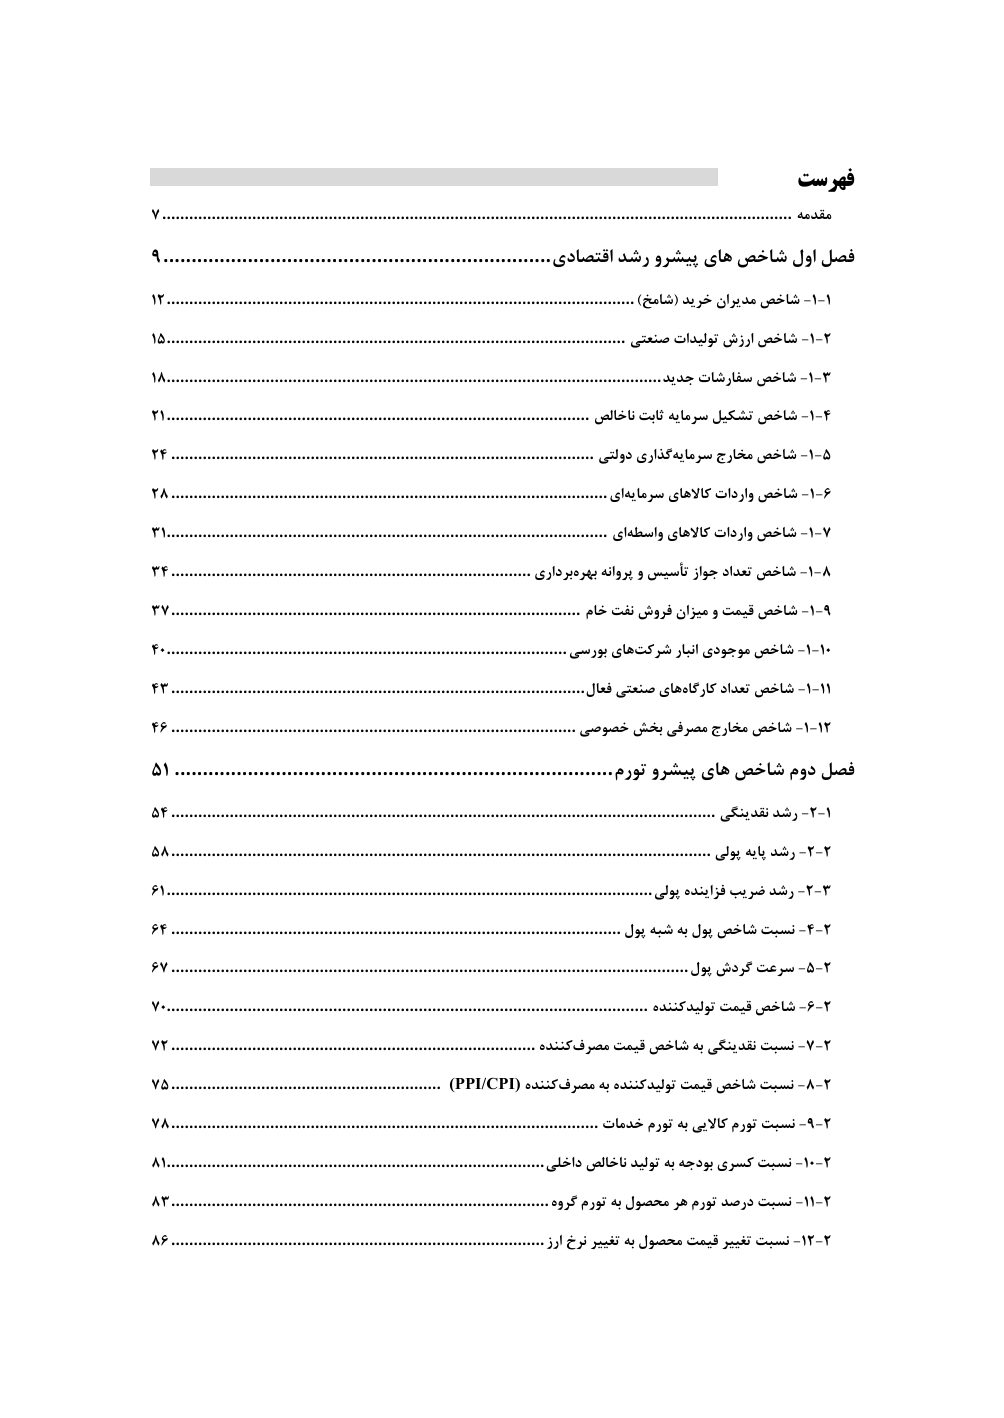 فهرست
مقدمه ........ ۷
فصل اول شاخص های پیشرو رشد اقتصادی ........ ۹
۱-۱- شاخص مدیران خرید (شامخ) ........ ۱۲
۱-۲- شاخص ارزش تولیدات صنعتی ........ ۱۵
۱-۳- شاخص سفارشات جدید ........ ۱۸
۱-۴- شاخص تشکیل سرمایه ثابت ناخالص ........ ۲۱
۱-۵- شاخص مخارج سرمایه‌گذاری دولتی ........ ۲۴
۱-۶- شاخص واردات کالاهای سرمایه‌ای ........ ۲۸
۱-۷- شاخص واردات کالاهای واسطه‌ای ........ ۳۱
۱-۸- شاخص تعداد جواز تأسیس و پروانه بهره‌برداری ........ ۳۴
۱-۹- شاخص قیمت و میزان فروش نفت خام ........ ۳۷
۱-۱۰- شاخص موجودی انبار شرکت‌های بورسی ........ ۴۰
۱-۱۱- شاخص تعداد کارگاه‌های صنعتی فعال ........ ۴۳
۱-۱۲- شاخص مخارج مصرفی بخش خصوصی ........ ۴۶
فصل دوم شاخص های پیشرو تورم ........ ۵۱
۲-۱- رشد نقدینگی ........ ۵۴
۲-۲- رشد پایه پولی ........ ۵۸
۲-۳- رشد ضریب فزاینده پولی ........ ۶۱
۲-۴- نسبت شاخص پول به شبه پول ........ ۶۴
۲-۵- سرعت گردش پول ........ ۶۷
۲-۶- شاخص قیمت تولیدکننده ........ ۷۰
۲-۷- نسبت نقدینگی به شاخص قیمت مصرف‌کننده ........ ۷۲
۲-۸- نسبت شاخص قیمت تولیدکننده به مصرف‌کننده (PPI/CPI) ........ ۷۵
۲-۹- نسبت تورم کالایی به تورم خدمات ........ ۷۸
۲-۱۰- نسبت کسری بودجه به تولید ناخالص داخلی ........ ۸۱
۲-۱۱- نسبت درصد تورم هر محصول به تورم گروه ........ ۸۳
۲-۱۲- نسبت تغییر قیمت محصول به تغییر نرخ ارز ........ ۸۶